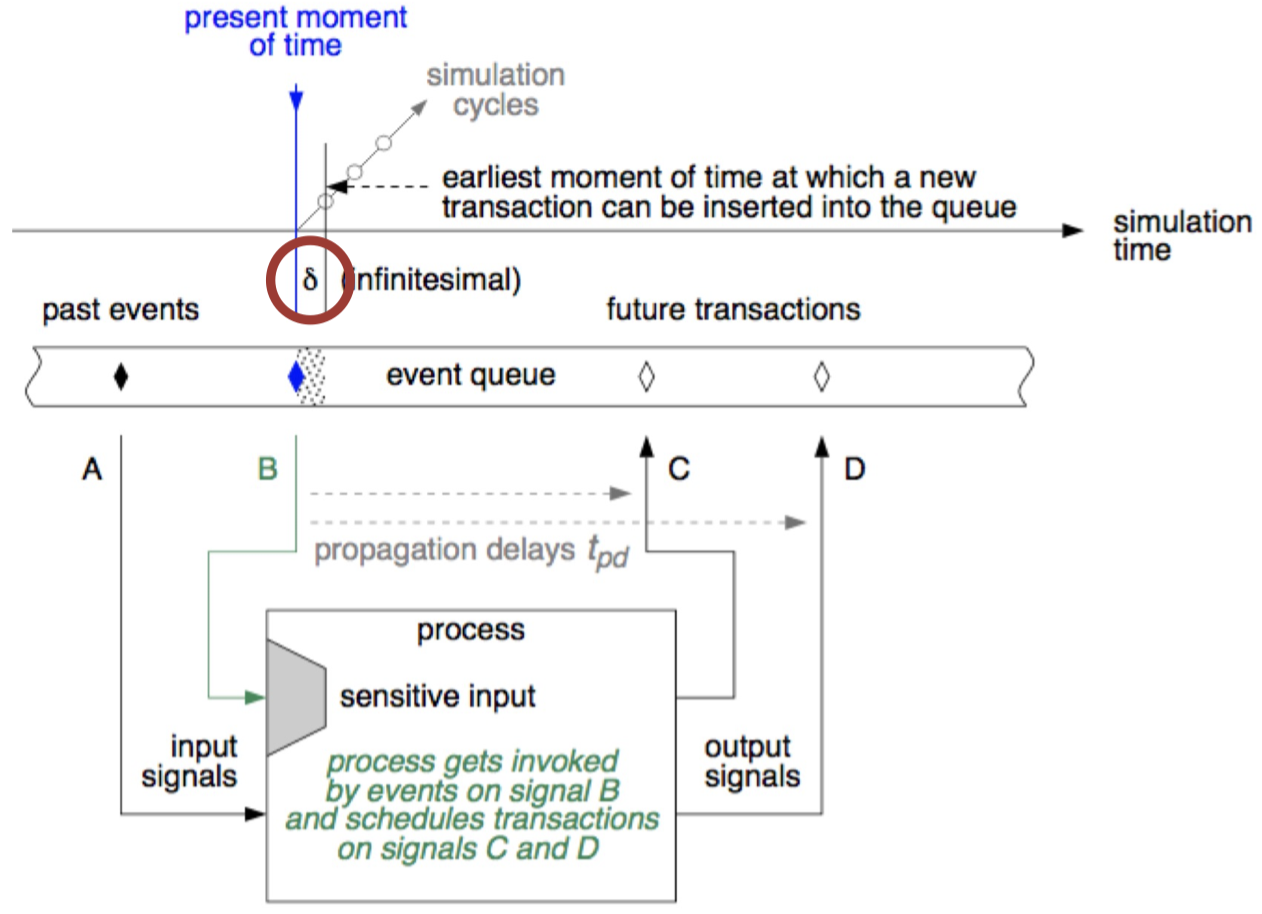 present moment
of time
simulation
cycles
earliest moment of time at which a new
transaction can be inserted into the queue
simulation
time
δ (infinitesimal)
past events
future transactions
event queue
A
B
C
D
propagation delays tpd
process
sensitive input
input
signals
process gets invoked
by events on signal B
and schedules transactions
on signals C and D
output
signals